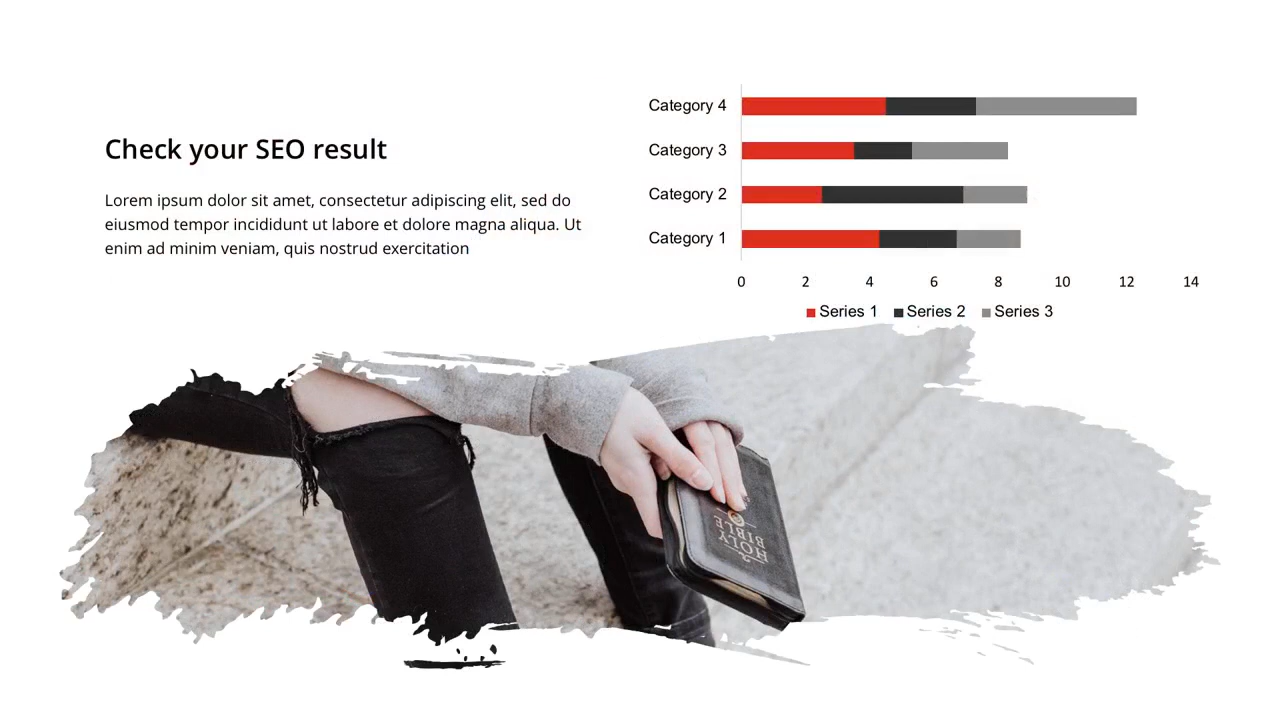 Check your SEO result
Lorem ipsum dolor sit amet, consectetur adipiscing elit, sed do
eiusmod tempor incididunt ut labore et dolore magna aliqua. Ut
enim ad minim veniam, quis nostrud exercitation
Category 4
Category 3
Category 2
Category 1
0 2 4 6 8 10 12 14
Series 1 Series 2 Series 3
HOLY
BIBLE